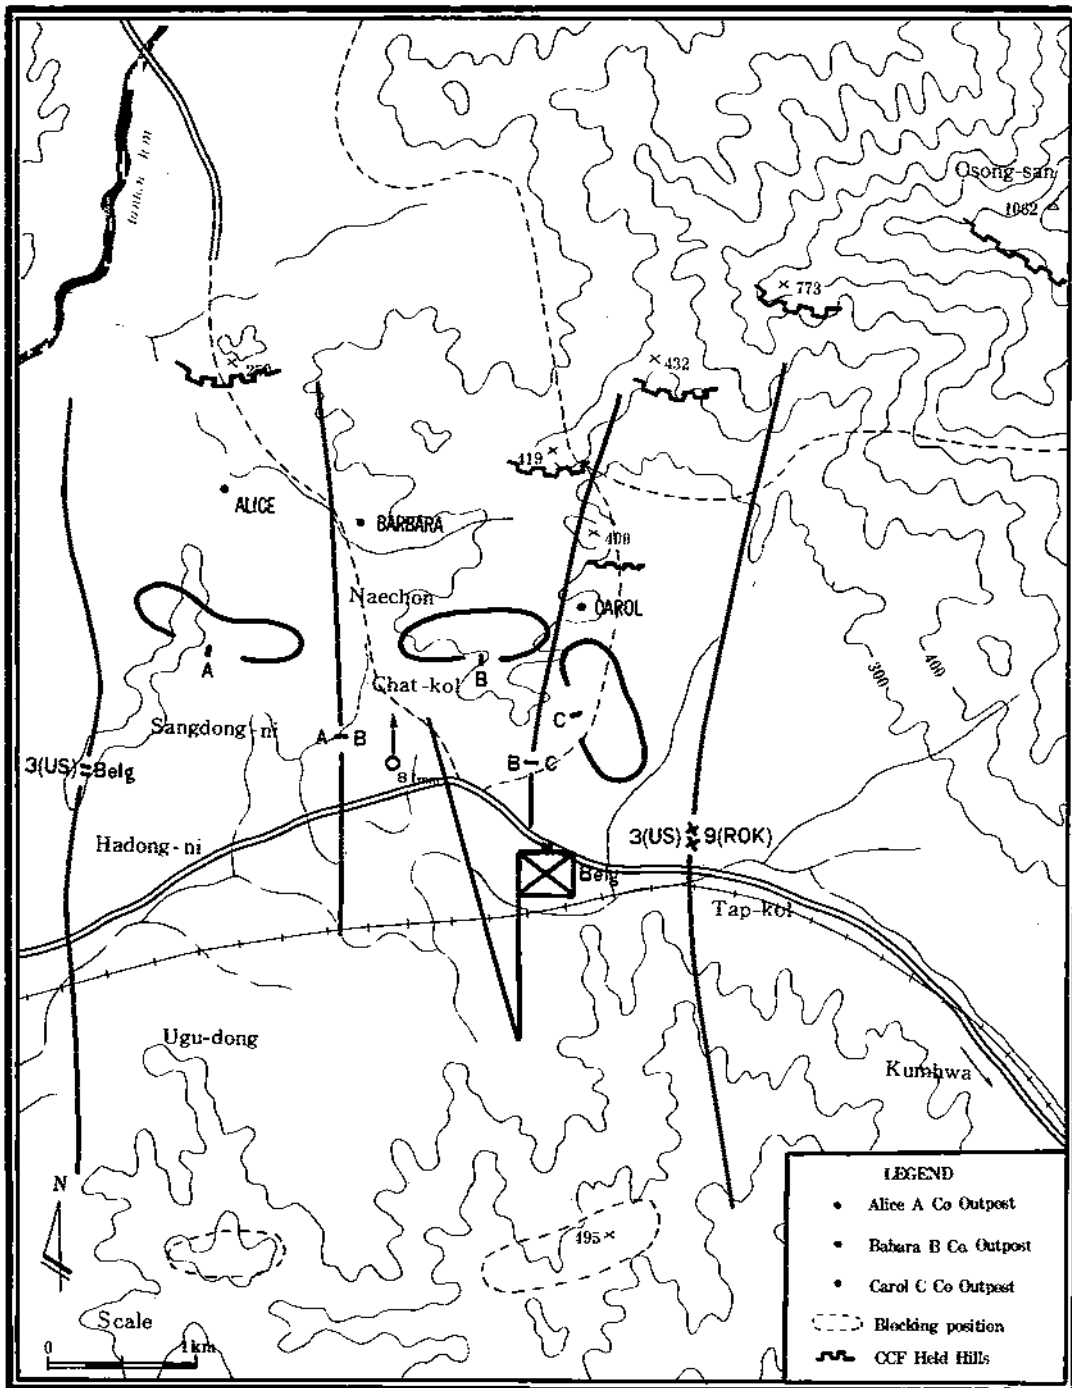 Osong-san
1062
773
432
250
419
ALICE
BARBARA
400
Naechon
CAROL
A
B
Chat-kol
C
Sangdong-ni
A B
3(US) Belg
B C
81mm
Hadong-ni
3(US) 9(ROK)
Belg
Tap-kol
300
400
Ugu-dong
Kumhwa
N
495
Scale
0 1km
LEGEND
Alice A Co Outpost
Babara B Co. Outpost
Carol C Co Outpost
Blocking position
CCF Held Hills